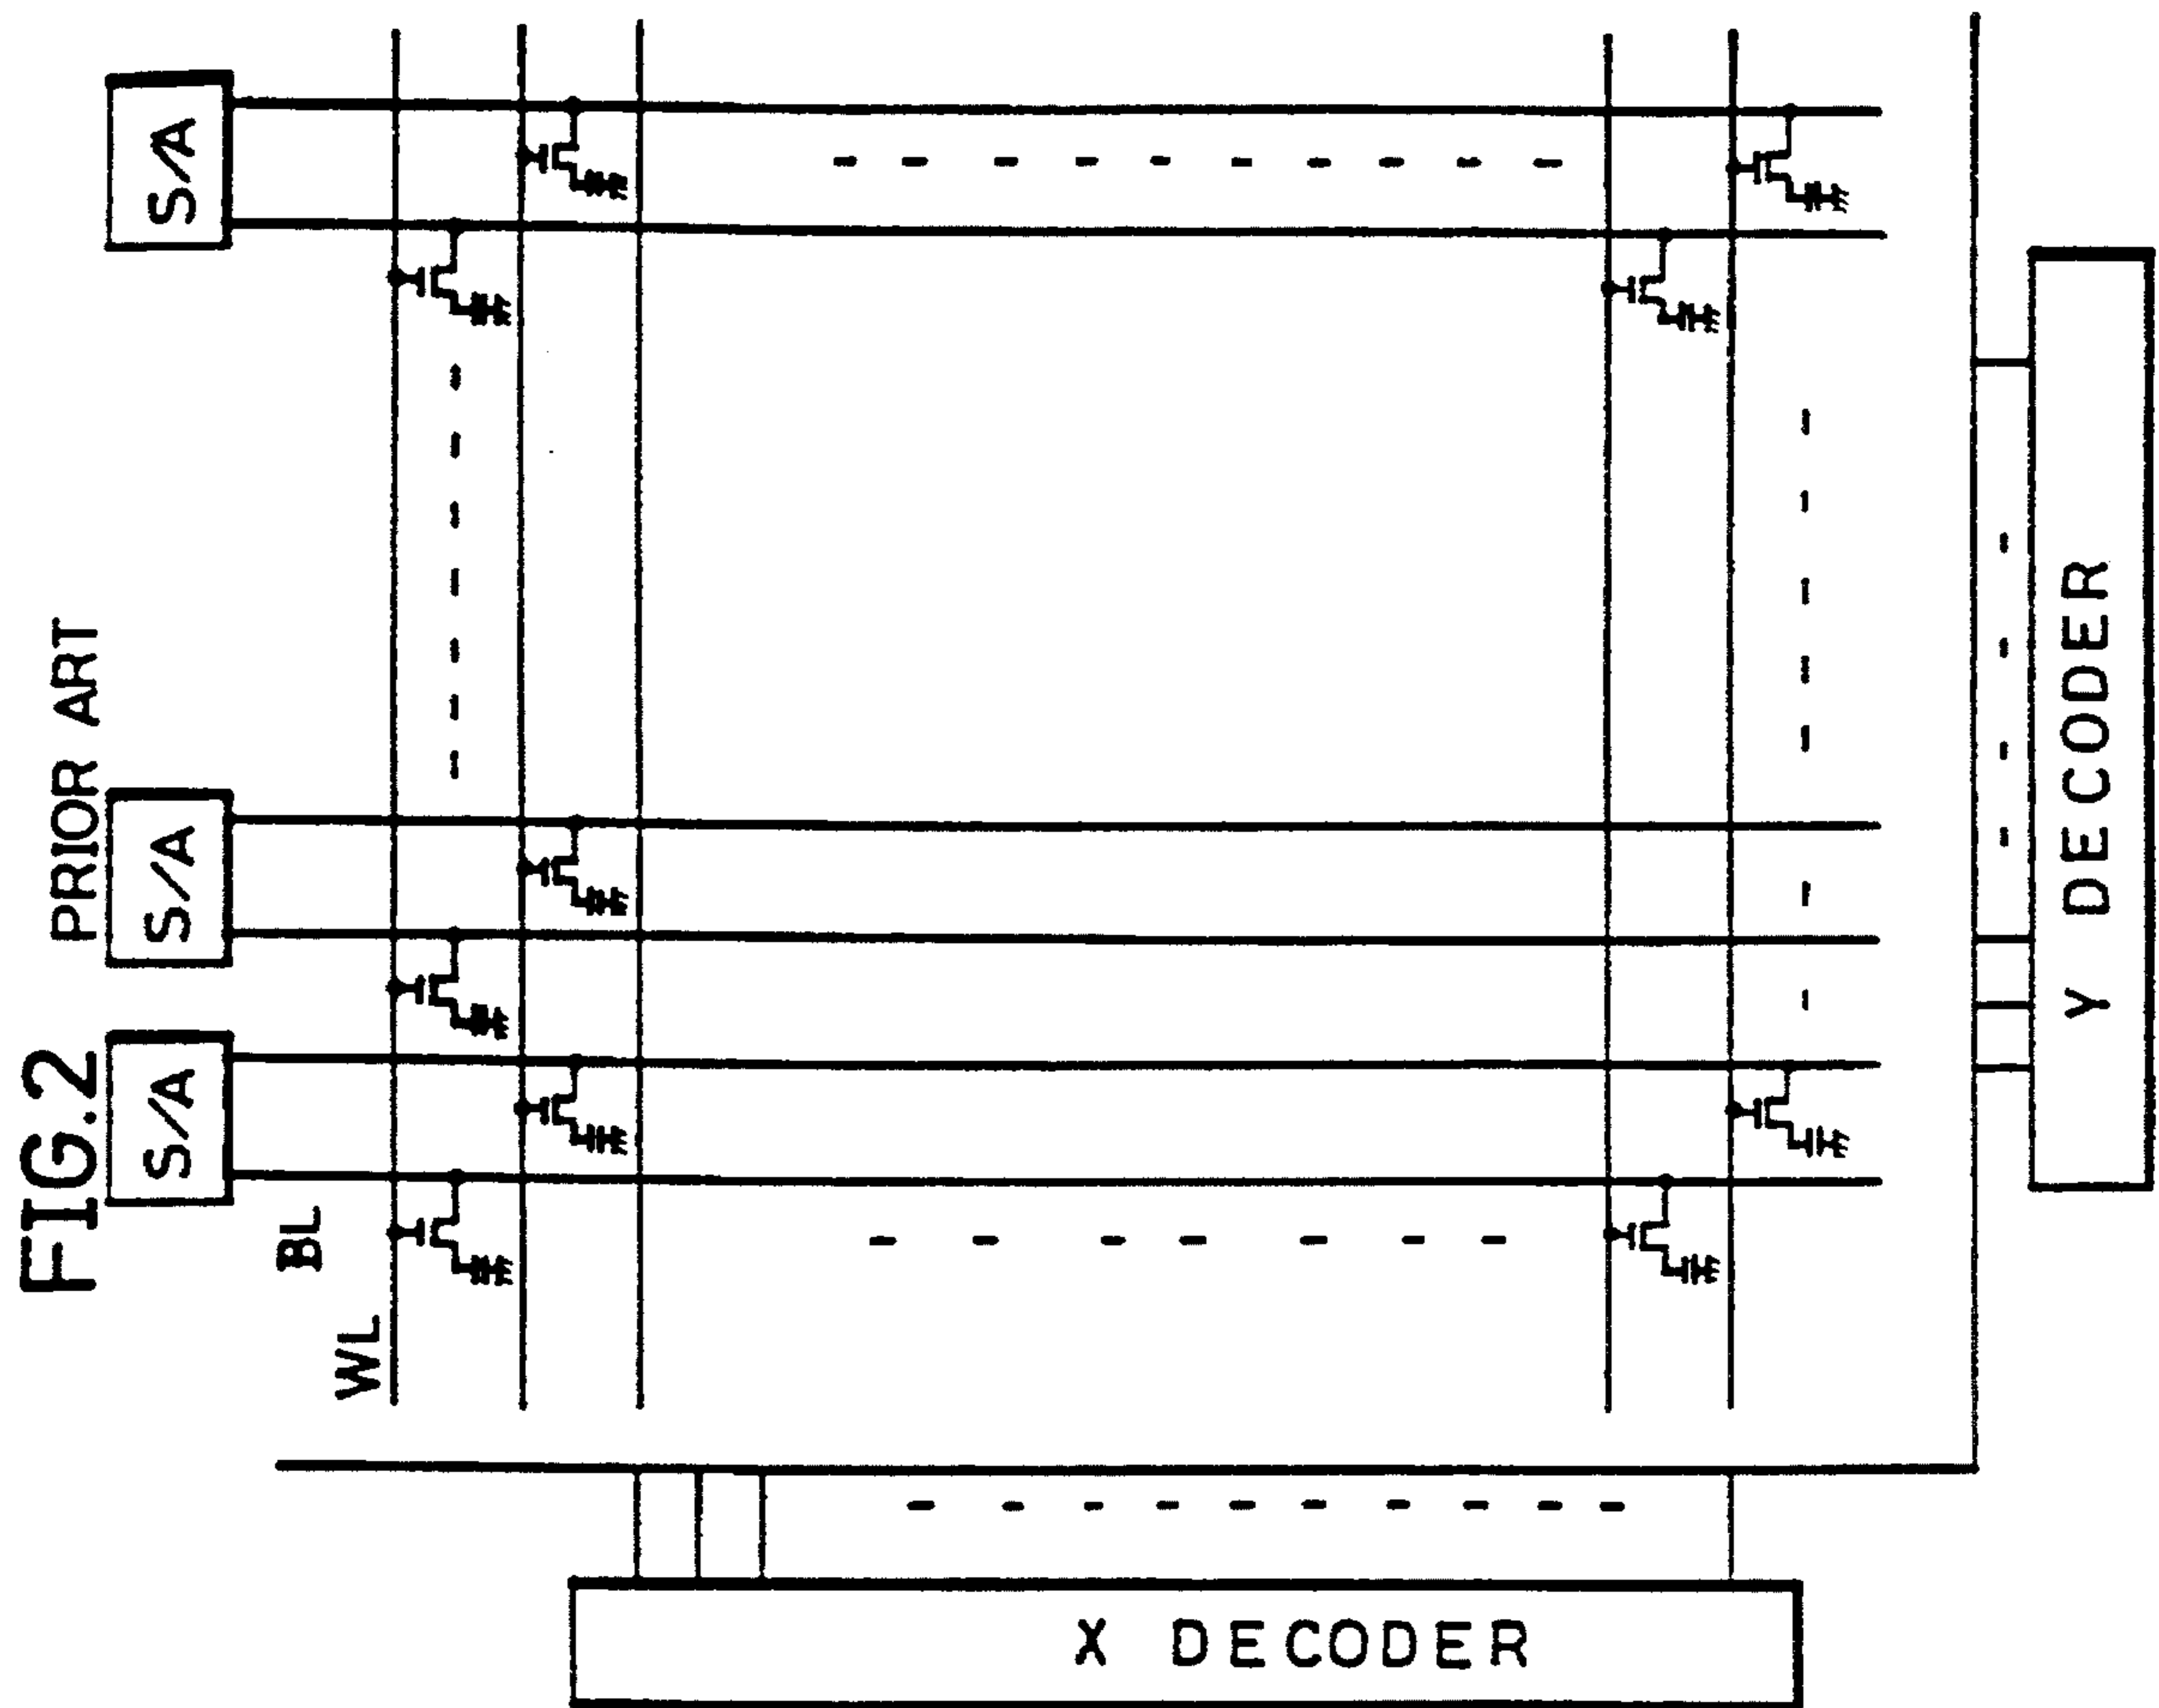 FIG.2 PRIOR ART
S/A
S/A
S/A
BL
WL
X DECODER
Y DECODER